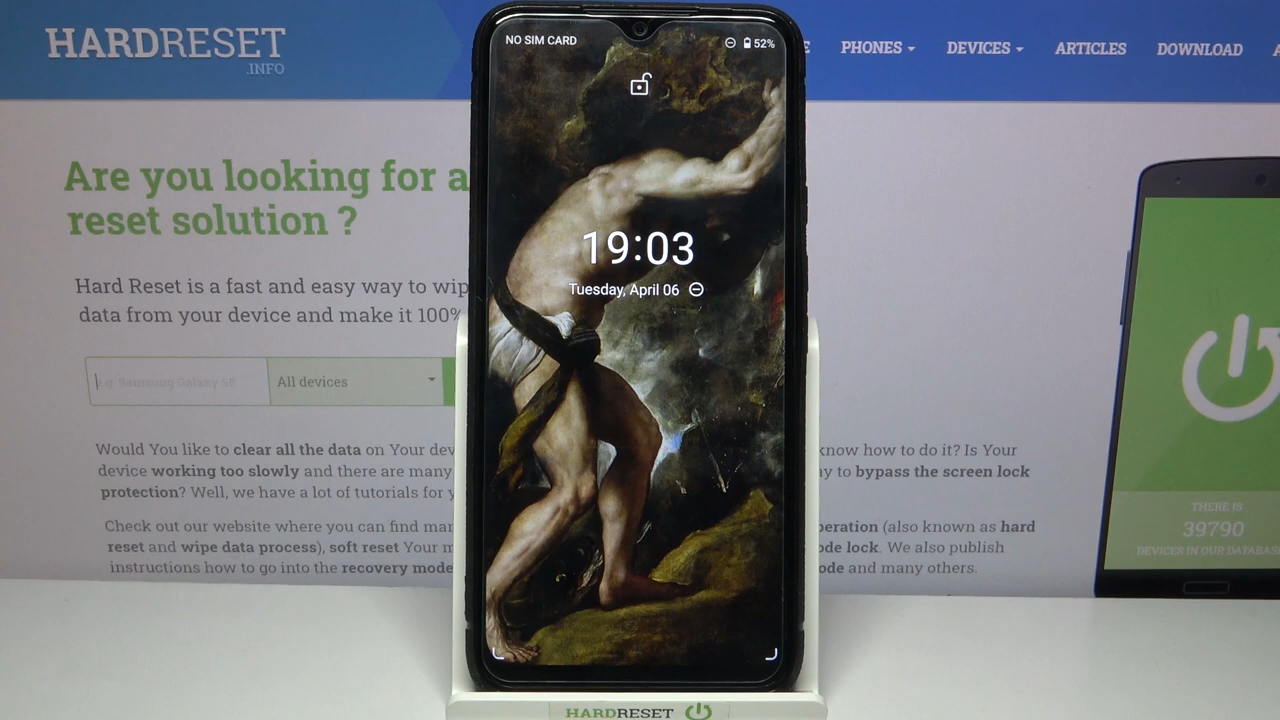 HARDRESET
.INFO
PHONES
DEVICES
ARTICLES
DOWNLOAD
NO SIM CARD
52%
19:03
Tuesday, April 06
Are you looking for a
reset solution ?
Hard Reset is a fast and easy way to wip
data from your device and make it 100%
e.g. Samsung Galaxy S5
All devices
Would You like to clear all the data on Your dev
know how to do it? Is Your
device working too slowly and there are many
y to bypass the screen lock
protection? Well, we have a lot of tutorials for y
Check out our website where you can find mar
peration (also known as hard
reset and wipe data process), soft reset Your m
ode lock. We also publish
instructions how to go into the recovery mode
ode and many others.
THERE IS
39790
DEVICES IN OUR DATABAS
HARDRESET